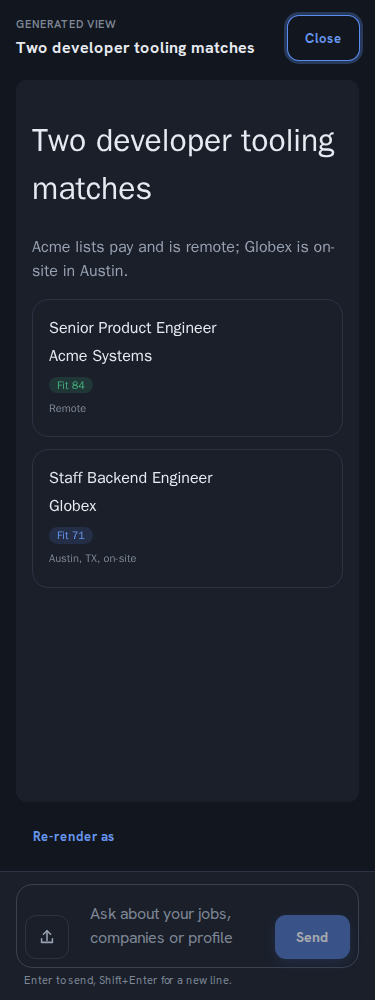 GENERATED VIEW
Two developer tooling matches
Close
Two developer tooling
matches
Acme lists pay and is remote; Globex is on-
site in Austin.
Senior Product Engineer
Acme Systems
Fit 84
Remote
Staff Backend Engineer
Globex
Fit 71
Austin, TX, on-site
Re-render as
Ask about your jobs,
companies or profile
Send
Enter to send, Shift+Enter for a new line.